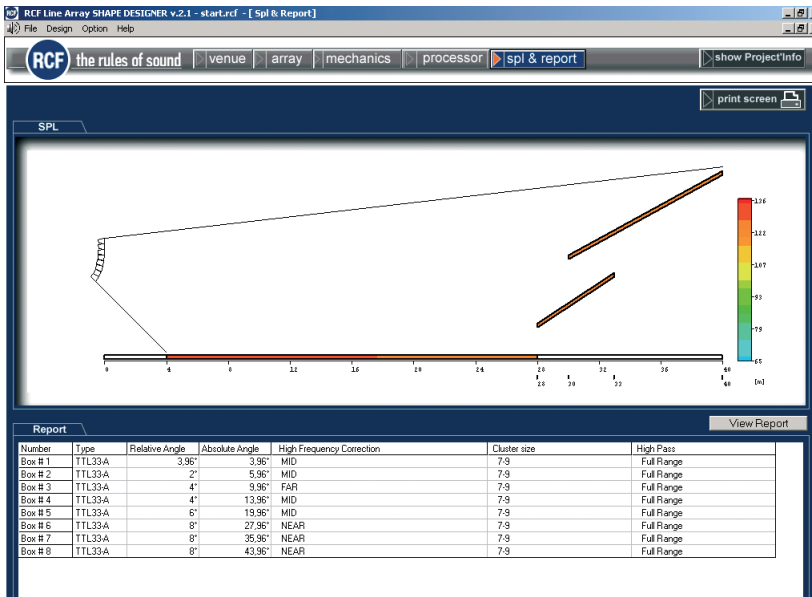 RCF Line Array SHAPE DESIGNER v.2.1 - start.rcf - [ Spl & Report]
File Design Option Help
RCF the rules of sound venue array mechanics processor spl & report show Project'Info
print screen
SPL
126
122
107
93
79
65
0 4 8 12 16 20 24 28 32 36 40
28 30 33 40 [m]
Report
View Report
Number Type Relative Angle Absolute Angle High Frequency Correction Cluster size High Pass
Box # 1 TTL33-A 3,96° 3,96° MID 7-9 Full Range
Box # 2 TTL33-A 2° 5,96° MID 7-9 Full Range
Box # 3 TTL33-A 4° 9,96° FAR 7-9 Full Range
Box # 4 TTL33-A 4° 13,96° MID 7-9 Full Range
Box # 5 TTL33-A 6° 19,96° MID 7-9 Full Range
Box # 6 TTL33-A 8° 27,96° NEAR 7-9 Full Range
Box # 7 TTL33-A 8° 35,96° NEAR 7-9 Full Range
Box # 8 TTL33-A 8° 43,96° NEAR 7-9 Full Range